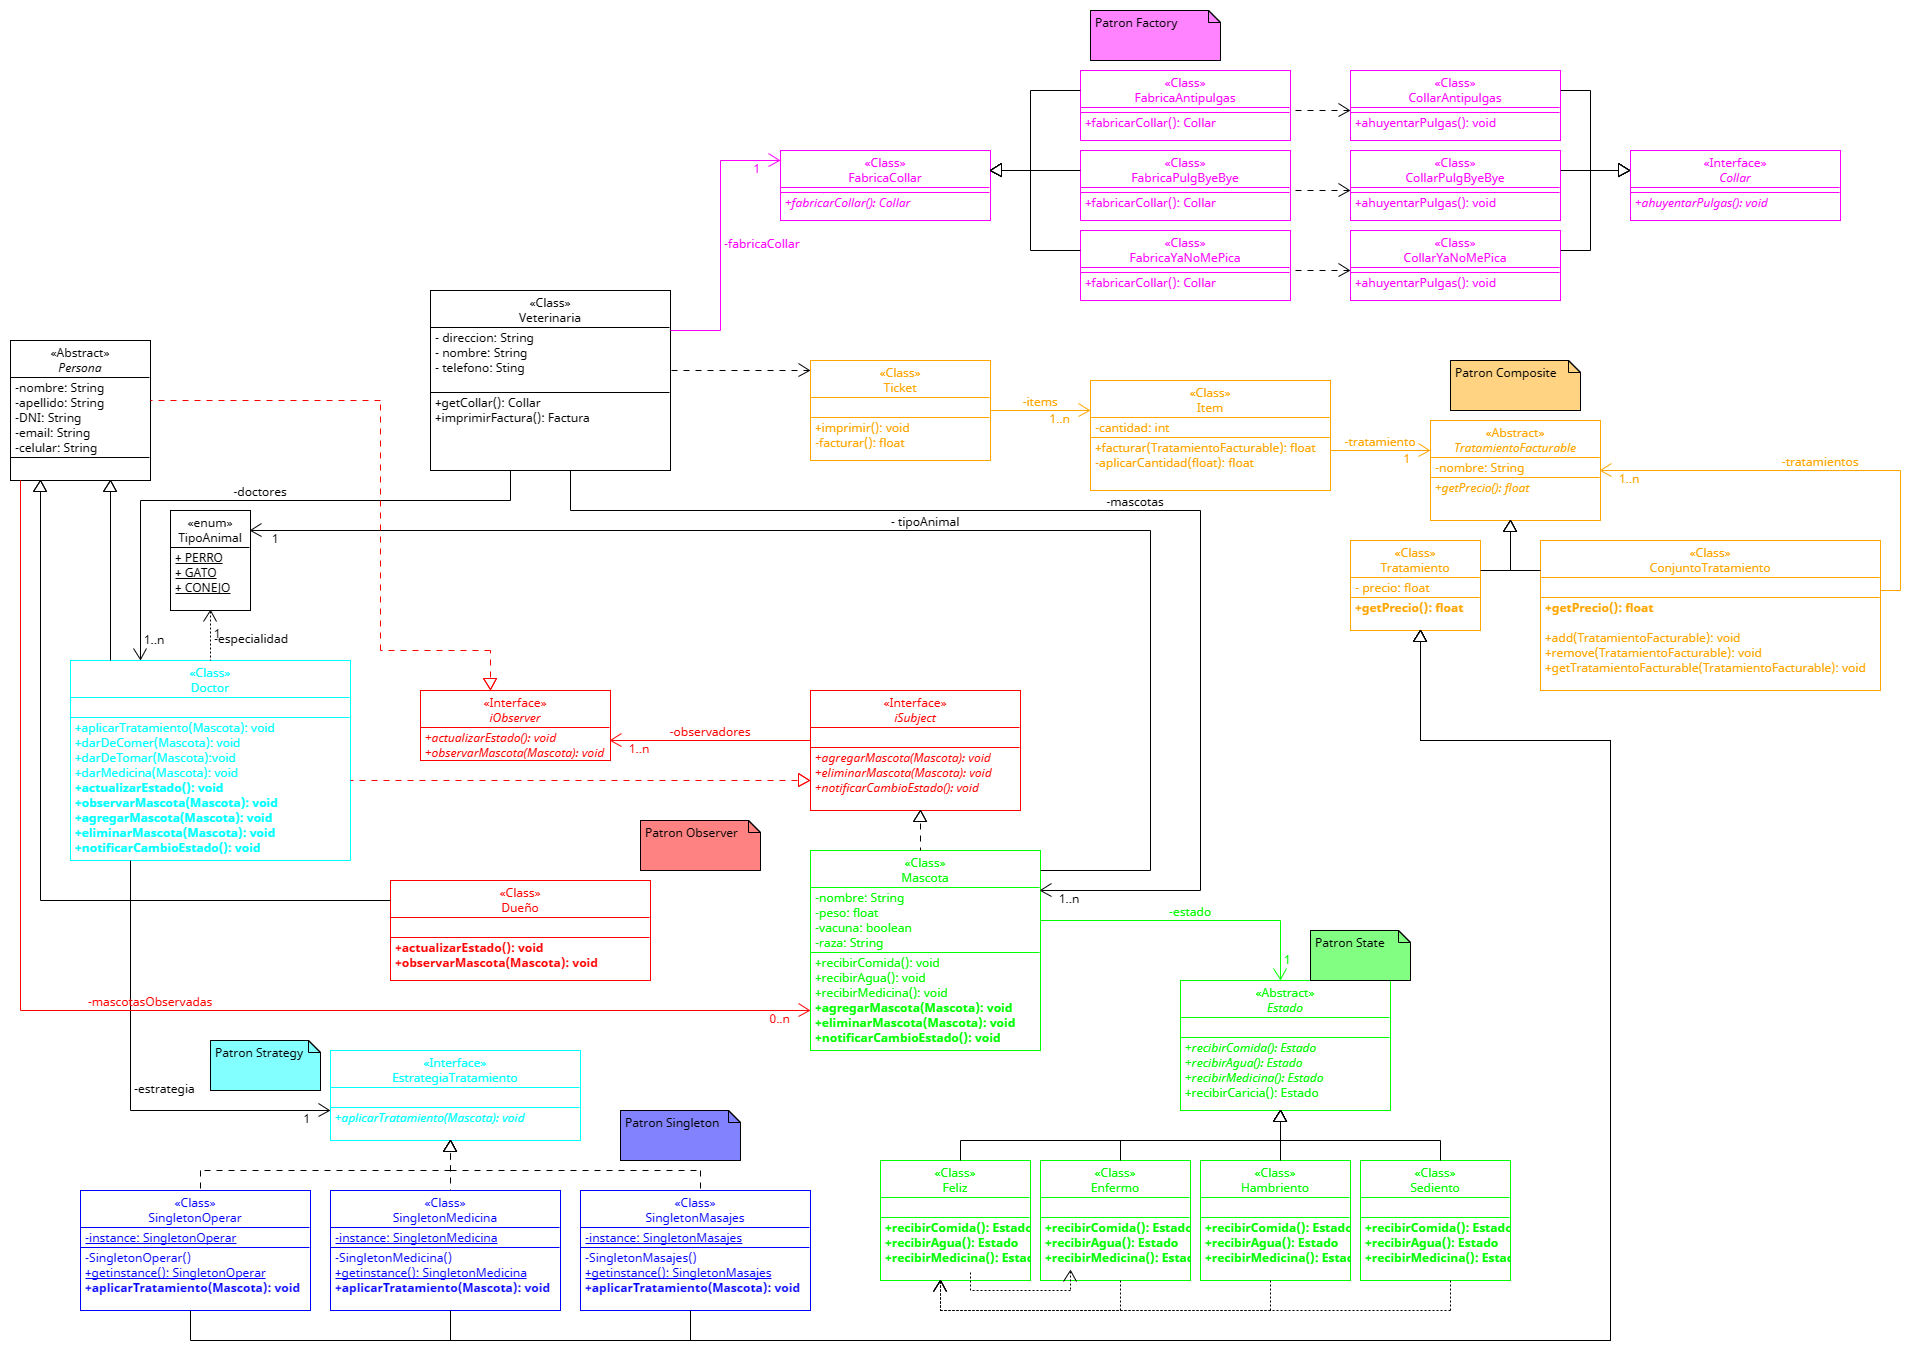 Patron Factory
«Class»
FabricaAntipulgas
+fabricarCollar(): Collar
«Class»
CollarAntipulgas
+ahuyentarPulgas(): void
«Class»
FabricaCollar
+fabricarCollar(): Collar
«Class»
FabricaPulgByeBye
+fabricarCollar(): Collar
«Class»
CollarPulgByeBye
+ahuyentarPulgas(): void
«Interface»
Collar
+ahuyentarPulgas(): void
1
-fabricaCollar
«Class»
FabricaYaNoMePica
+fabricarCollar(): Collar
«Class»
CollarYaNoMePica
+ahuyentarPulgas(): void
«Class»
Veterinaria
- direccion: String
- nombre: String
- telefono: Sting
+getCollar(): Collar
+imprimirFactura(): Factura
«Abstract»
Persona
-nombre: String
-apellido: String
-DNI: String
-email: String
-celular: String
«Class»
Ticket
+imprimir(): void
-facturar(): float
-items
1..n
«Class»
Item
-cantidad: int
+facturar(TratamientoFacturable): float
-aplicarCantidad(float): float
-tratamiento
1
Patron Composite
«Abstract»
TratamientoFacturable
-nombre: String
+getPrecio(): float
-tratamientos
1..n
-doctores
-mascotas
- tipoAnimal
1
«enum»
TipoAnimal
+ PERRO
+ GATO
+ CONEJO
1..n
1
-especialidad
«Class»
Tratamiento
- precio: float
+getPrecio(): float
«Class»
ConjuntoTratamiento
+getPrecio(): float
+add(TratamientoFacturable): void
+remove(TratamientoFacturable): void
+getTratamientoFacturable(TratamientoFacturable): void
«Class»
Doctor
+aplicarTratamiento(Mascota): void
+darDeComer(Mascota): void
+darDeTomar(Mascota):void
+darMedicina(Mascota): void
+actualizarEstado(): void
+observarMascota(Mascota): void
+agregarMascota(Mascota): void
+eliminarMascota(Mascota): void
+notificarCambioEstado(): void
«Interface»
iObserver
+actualizarEstado(): void
+observarMascota(Mascota): void
-observadores
1..n
«Interface»
iSubject
+agregarMascota(Mascota): void
+eliminarMascota(Mascota): void
+notificarCambioEstado(): void
Patron Observer
«Class»
Dueño
+actualizarEstado(): void
+observarMascota(Mascota): void
«Class»
Mascota
-nombre: String
-peso: float
-vacuna: boolean
-raza: String
+recibirComida(): void
+recibirAgua(): void
+recibirMedicina(): void
+agregarMascota(Mascota): void
+eliminarMascota(Mascota): void
+notificarCambioEstado(): void
1..n
-estado
1
Patron State
-mascotasObservadas
0..n
«Abstract»
Estado
+recibirComida(): Estado
+recibirAgua(): Estado
+recibirMedicina(): Estado
+recibirCaricia(): Estado
Patron Strategy
-estrategia
1
«Interface»
EstrategiaTratamiento
+aplicarTratamiento(Mascota): void
Patron Singleton
«Class»
SingletonOperar
-instance: SingletonOperar
-SingletonOperar()
+getinstance(): SingletonOperar
+aplicarTratamiento(Mascota): void
«Class»
SingletonMedicina
-instance: SingletonMedicina
-SingletonMedicina()
+getinstance(): SingletonMedicina
+aplicarTratamiento(Mascota): void
«Class»
SingletonMasajes
-instance: SingletonMasajes
-SingletonMasajes()
+getinstance(): SingletonMasajes
+aplicarTratamiento(Mascota): void
«Class»
Feliz
+recibirComida(): Estado
+recibirAgua(): Estado
+recibirMedicina(): Estad
«Class»
Enfermo
+recibirComida(): Estado
+recibirAgua(): Estado
+recibirMedicina(): Estad
«Class»
Hambriento
+recibirComida(): Estado
+recibirAgua(): Estado
+recibirMedicina(): Estad
«Class»
Sediento
+recibirComida(): Estado
+recibirAgua(): Estado
+recibirMedicina(): Estad